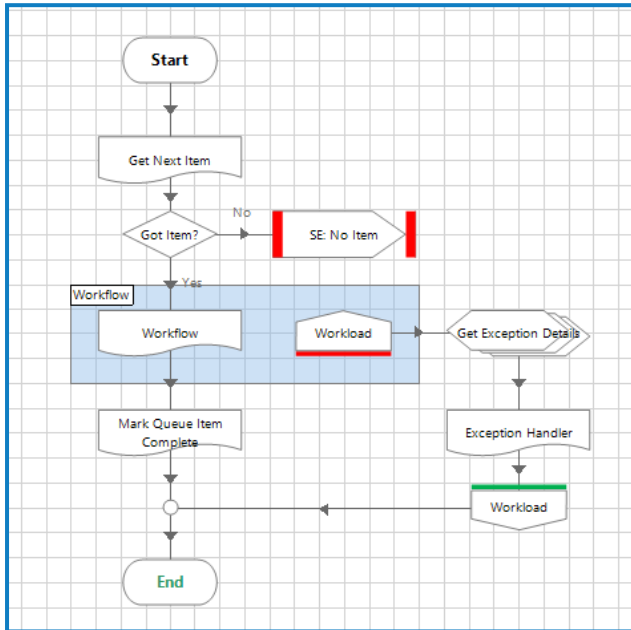 Start
Get Next Item
No
Got Item?
SE: No Item
Yes
Workflow
Workflow
Workload
Get Exception Details
Mark Queue Item
Complete
Exception Handler
Workload
End